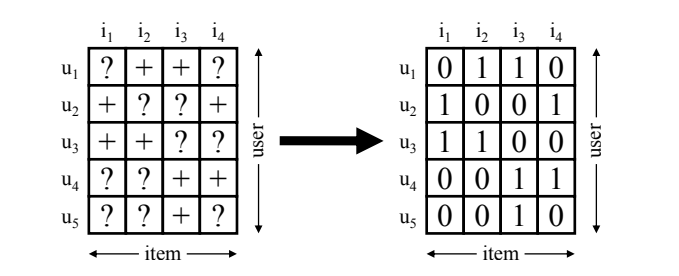 i1 i2 i3 i4 i1 i2 i3 i4
u1 ? + + ? u1 0 1 1 0
u2 + ? ? + u2 1 0 0 1
u3 + + ? ? u3 1 1 0 0
u4 ? ? + + u4 0 0 1 1
u5 ? ? + ? u5 0 0 1 0
user user
item item